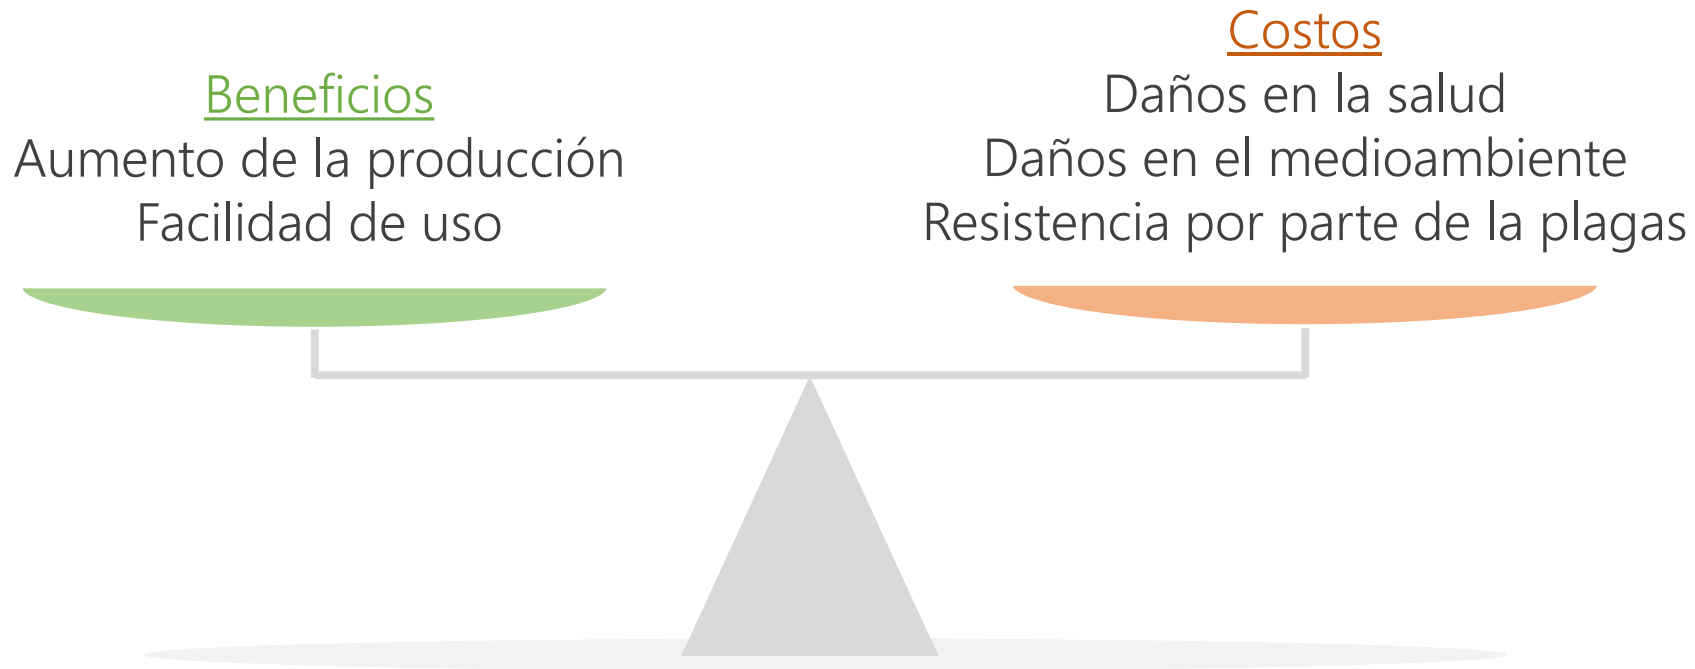 Beneficios
Aumento de la producción
Facilidad de uso
Costos
Daños en la salud
Daños en el medioambiente
Resistencia por parte de la plagas